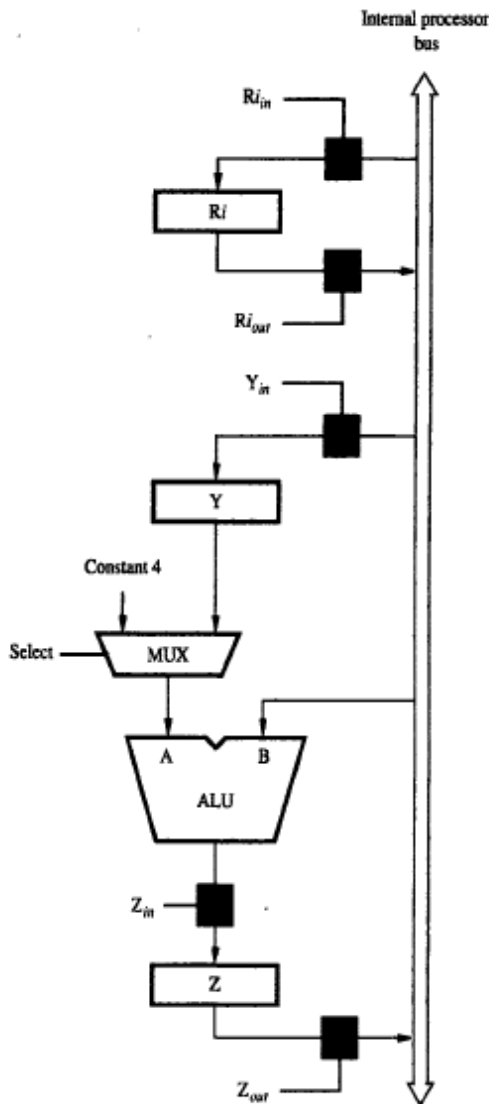 Internal processor
bus
Ri_in
Ri
Ri_out
Y_in
Y
Constant 4
Select
MUX
A B
ALU
Z_in
Z
Z_out